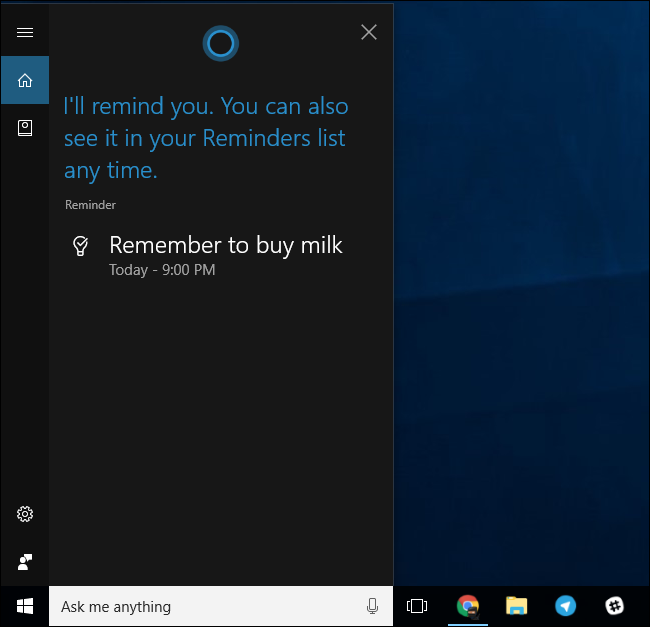 I'll remind you. You can also
see it in your Reminders list
any time.
Reminder
Remember to buy milk
Today - 9:00 PM
Ask me anything